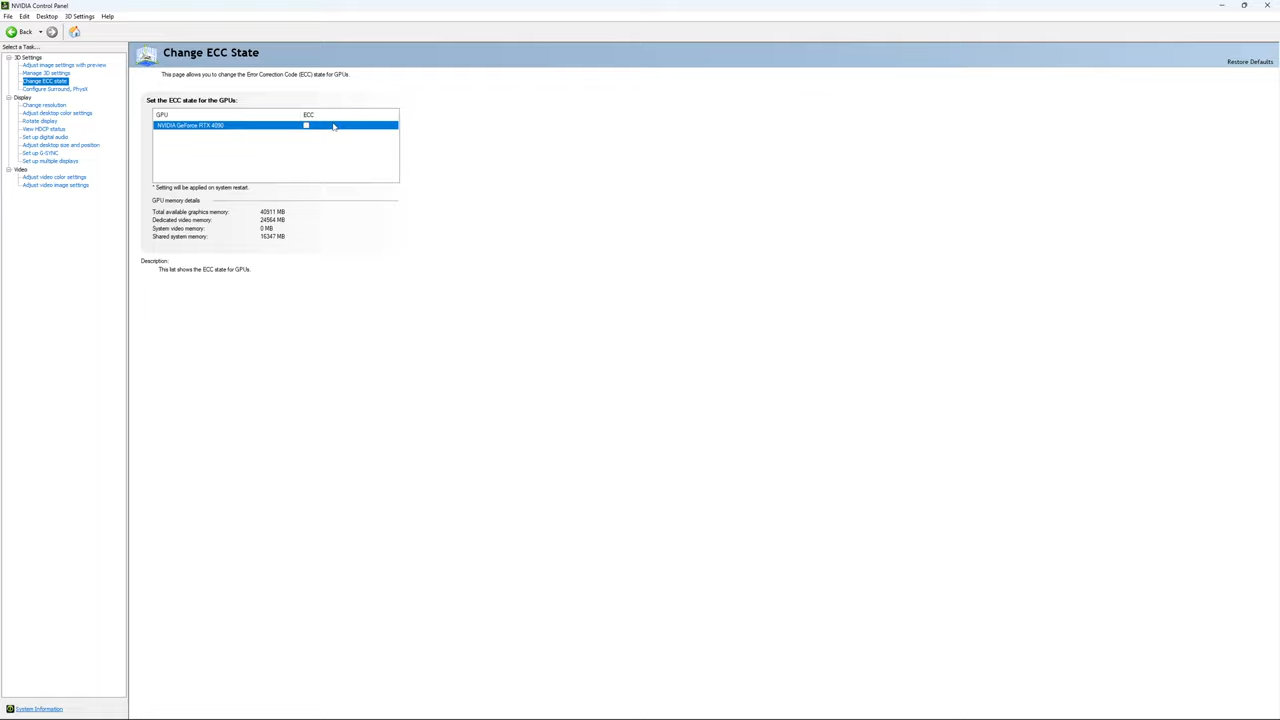 NVIDIA Control Panel
File Edit Desktop 3D Settings Help
Back
Select a Task...
3D Settings
Adjust image settings with preview
Manage 3D settings
Change ECC state
Configure Surround, PhysX
Display
Change resolution
Adjust desktop color settings
Rotate display
View HDCP status
Set up digital audio
Adjust desktop size and position
Set up G-SYNC
Set up multiple displays
Video
Adjust video color settings
Adjust video image settings
System Information
Change ECC State
Restore Defaults
This page allows you to change the Error Correction Code (ECC) state for GPUs.
Set the ECC state for the GPUs:
GPU ECC
NVIDIA GeForce RTX 4090
* Setting will be applied on system restart.
GPU memory details
Total available graphics memory: 40911 MB
Dedicated video memory: 24564 MB
System video memory: 0 MB
Shared system memory: 16347 MB
Description:
This list shows the ECC state for GPUs.